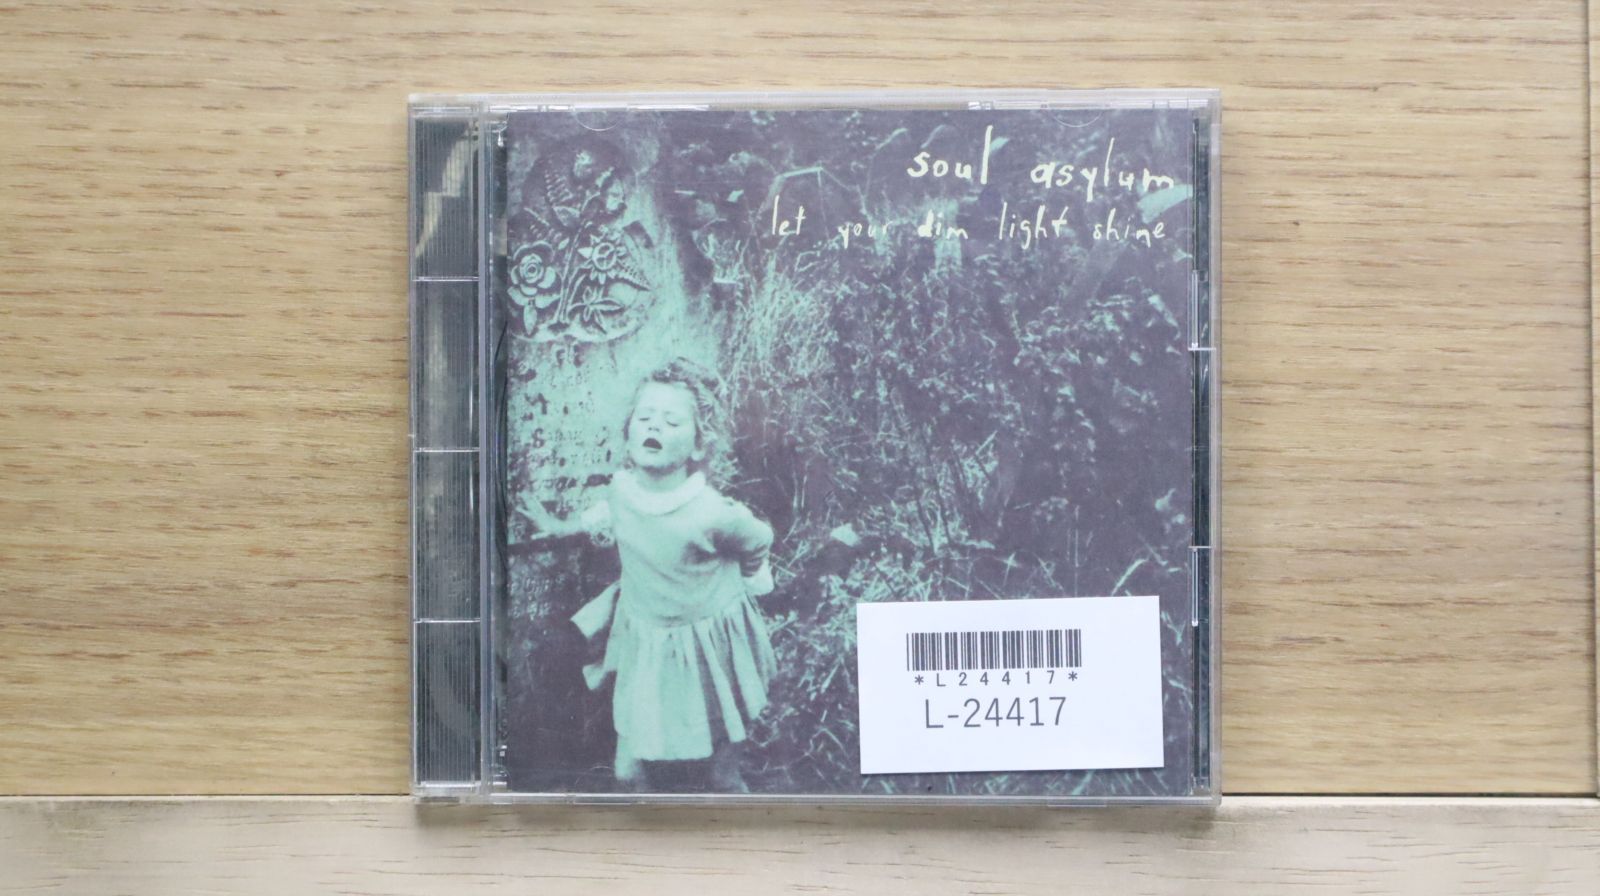 soul asylum
let your dim light shine
*L24417*
L-24417